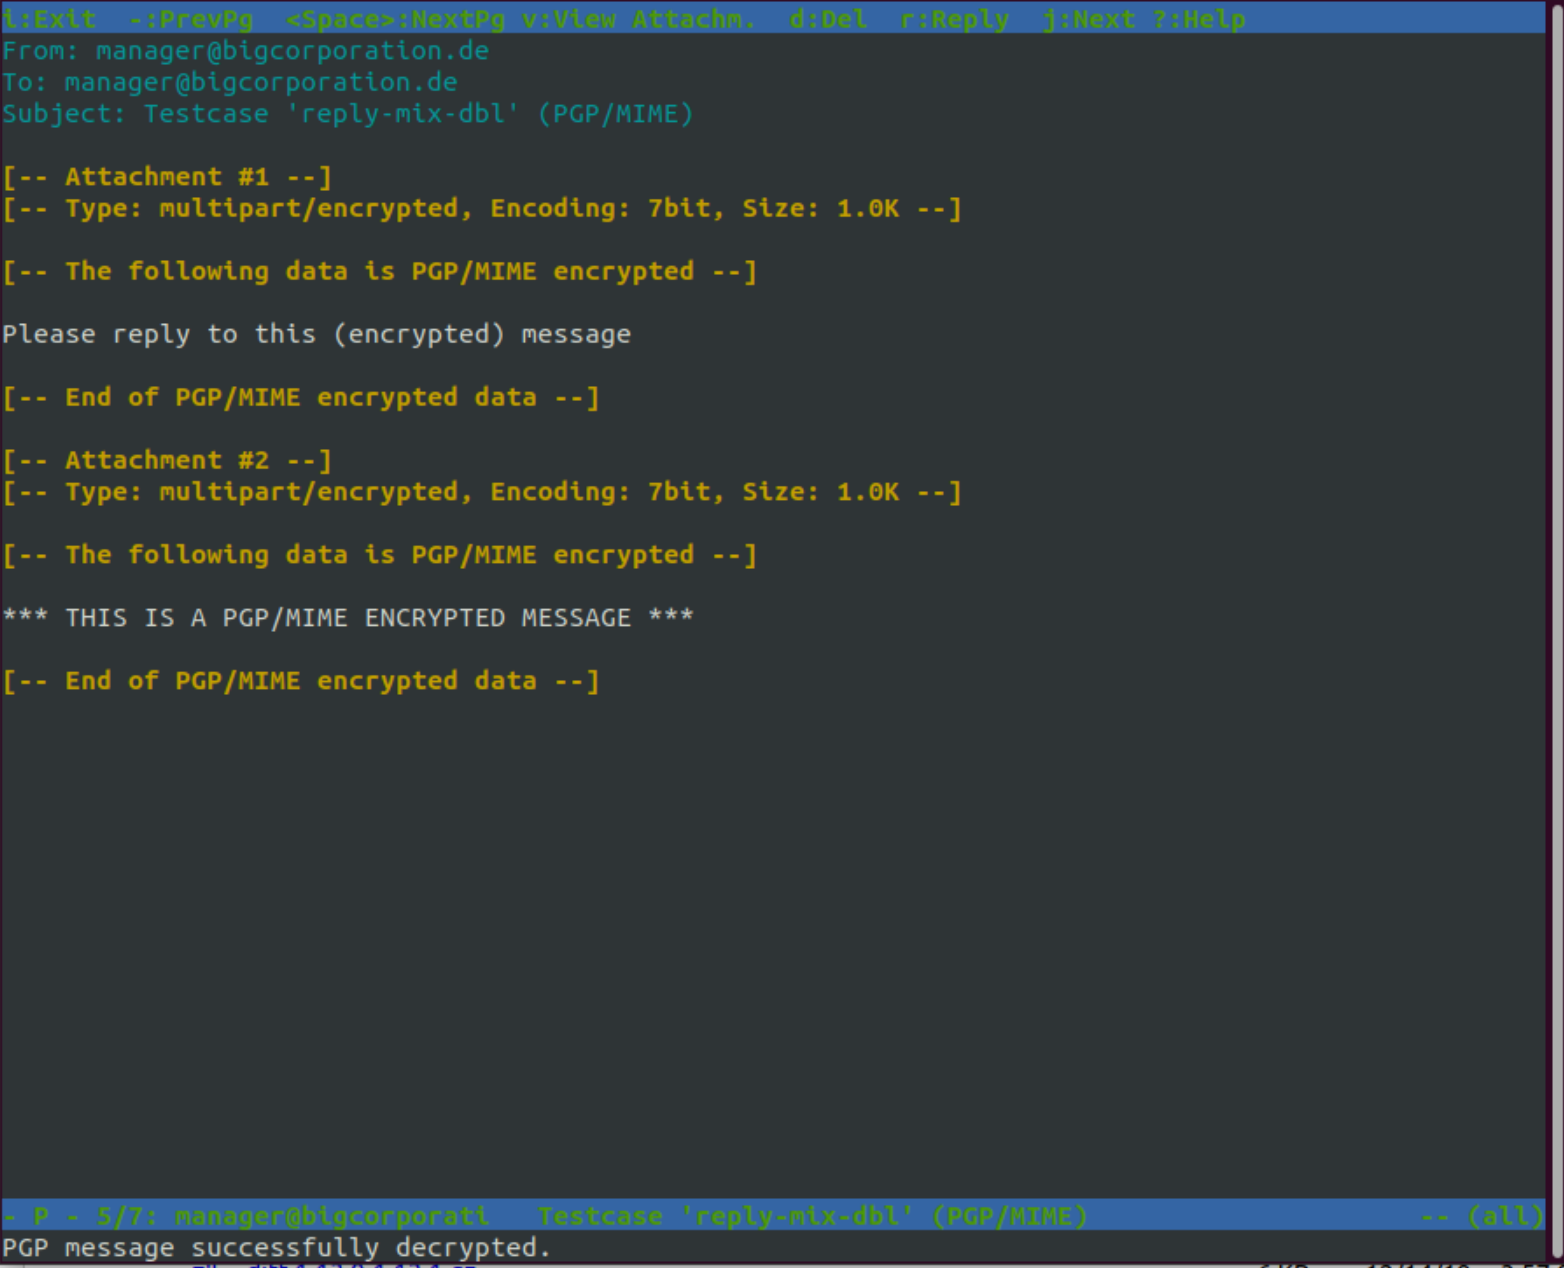 i:Exit  -:PrevPg  <Space>:NextPg v:View Attachm.  d:Del  r:Reply  j:Next ?:Help
From: manager@bigcorporation.de
To: manager@bigcorporation.de
Subject: Testcase 'reply-mix-dbl' (PGP/MIME)
[-- Attachment #1 --]
[-- Type: multipart/encrypted, Encoding: 7bit, Size: 1.0K --]
[-- The following data is PGP/MIME encrypted --]
Please reply to this (encrypted) message
[-- End of PGP/MIME encrypted data --]
[-- Attachment #2 --]
[-- Type: multipart/encrypted, Encoding: 7bit, Size: 1.0K --]
[-- The following data is PGP/MIME encrypted --]
*** THIS IS A PGP/MIME ENCRYPTED MESSAGE ***
[-- End of PGP/MIME encrypted data --]
- P - 5/7: manager@bigcorporati   Testcase 'reply-mix-dbl' (PGP/MIME)   -- (all)
PGP message successfully decrypted.